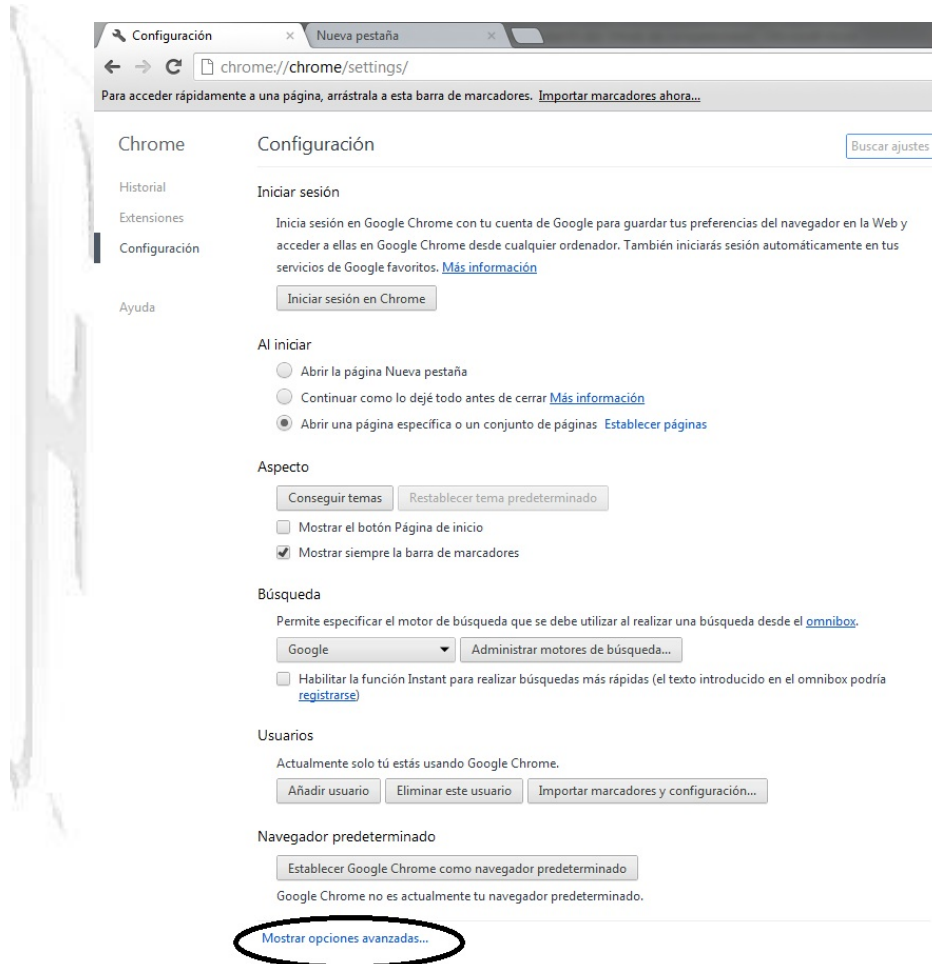 Configuración
Nueva pestaña
chrome://chrome/settings/
Para acceder rápidamente a una página, arrástrala a esta barra de marcadores. Importar marcadores ahora...
Chrome
Historial
Extensiones
Configuración
Ayuda
Configuración
Buscar ajustes
Iniciar sesión
Inicia sesión en Google Chrome con tu cuenta de Google para guardar tus preferencias del navegador en la Web y
acceder a ellas en Google Chrome desde cualquier ordenador. También iniciarás sesión automáticamente en tus
servicios de Google favoritos. Más información
Iniciar sesión en Chrome
Al iniciar
Abrir la página Nueva pestaña
Continuar como lo dejé todo antes de cerrar Más información
Abrir una página específica o un conjunto de páginas Establecer páginas
Aspecto
Conseguir temas Restablecer tema predeterminado
Mostrar el botón Página de inicio
Mostrar siempre la barra de marcadores
Búsqueda
Permite especificar el motor de búsqueda que se debe utilizar al realizar una búsqueda desde el omnibox.
Google Administrar motores de búsqueda...
Habilitar la función Instant para realizar búsquedas más rápidas (el texto introducido en el omnibox podría
registrarse)
Usuarios
Actualmente solo tú estás usando Google Chrome.
Añadir usuario Eliminar este usuario Importar marcadores y configuración...
Navegador predeterminado
Establecer Google Chrome como navegador predeterminado
Google Chrome no es actualmente tu navegador predeterminado.
Mostrar opciones avanzadas...